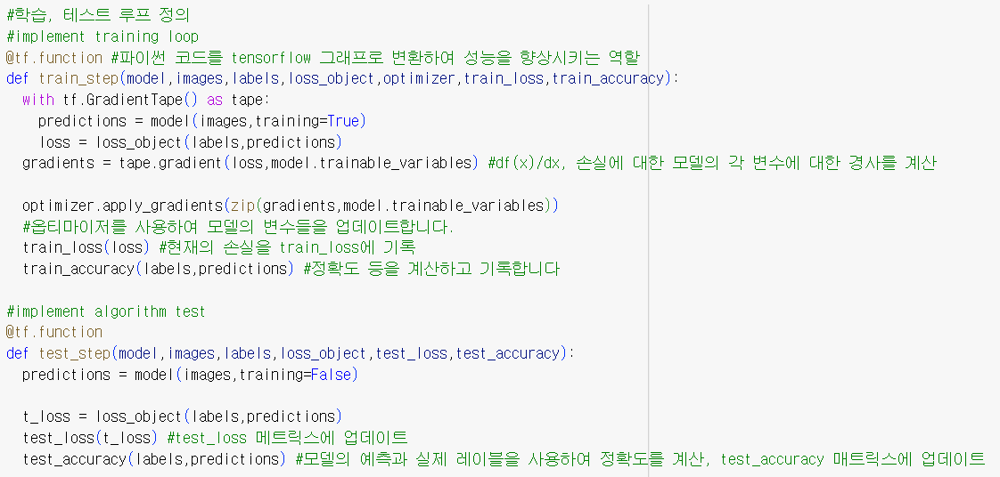 #학습, 테스트 루프 정의
#implement training loop
@tf.function #파이썬 코드를 tensorflow 그래프로 변환하여 성능을 향상시키는 역할
def train_step(model,images,labels,loss_object,optimizer,train_loss,train_accuracy):
  with tf.GradientTape() as tape:
    predictions = model(images,training=True)
    loss = loss_object(labels,predictions)
  gradients = tape.gradient(loss,model.trainable_variables) #df(x)/dx, 손실에 대한 모델의 각 변수에 대한 경사를 계산
  optimizer.apply_gradients(zip(gradients,model.trainable_variables))
  #옵티마이저를 사용하여 모델의 변수들을 업데이트합니다.
  train_loss(loss) #현재의 손실을 train_loss에 기록
  train_accuracy(labels,predictions) #정확도 등을 계산하고 기록합니다
#implement algorithm test
@tf.function
def test_step(model,images,labels,loss_object,test_loss,test_accuracy):
  predictions = model(images,training=False)
  t_loss = loss_object(labels,predictions)
  test_loss(t_loss) #test_loss 메트릭스에 업데이트
  test_accuracy(labels,predictions) #모델의 예측과 실제 레이블을 사용하여 정확도를 계산, test_accuracy 매트릭스에 업데이트